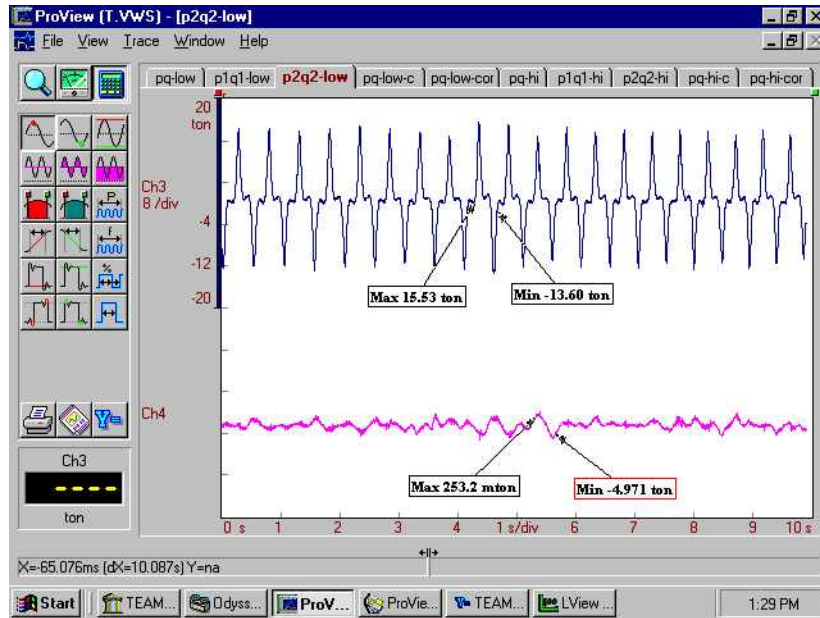 ProView (T.VWS) - [p2q2-low]
File View Trace Window Help
pq-low p1q1-low p2q2-low pq-low-c pq-low-cor pq-hi p1q1-hi p2q2-hi pq-hi-c pq-hi-cor
20
ton
Ch3
8 /div
-4
-12
-20
Max 15.53 ton
Min -13.60 ton
Ch4
Max 253.2 mton
Min -4.971 ton
0 s 1 2 3 4 1 s/div 6 7 8 9 10 s
P
f
%
Ch3
----
ton
X=-65.076ms (dX=10.087s) Y=na
Start TEAM... Odyss... ProV... ProVie... TEAM... LView ... 1:29 PM